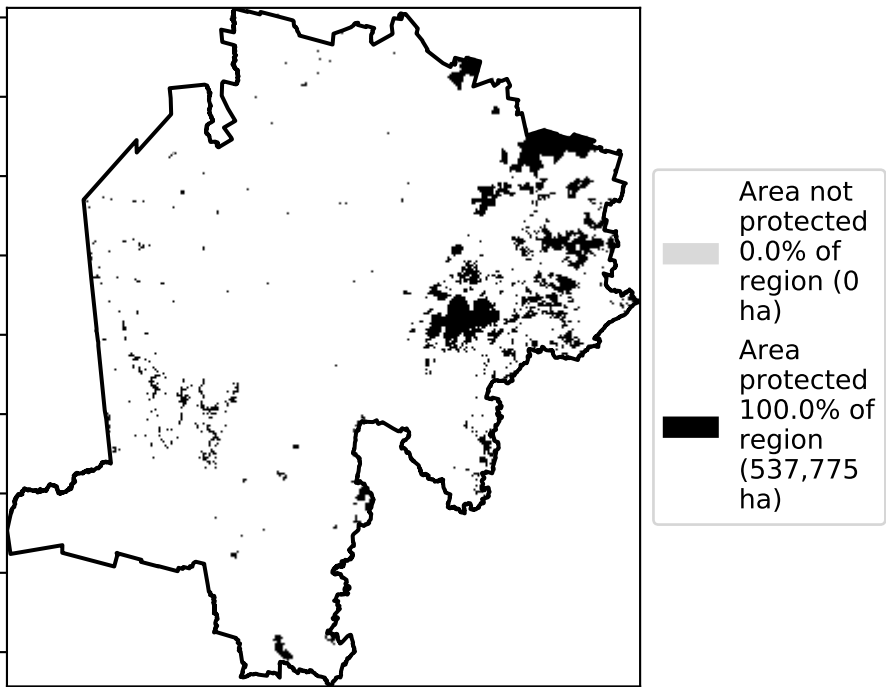 Area not
protected
0.0% of
region (0
ha)
Area
protected
100.0% of
region
(537,775
ha)